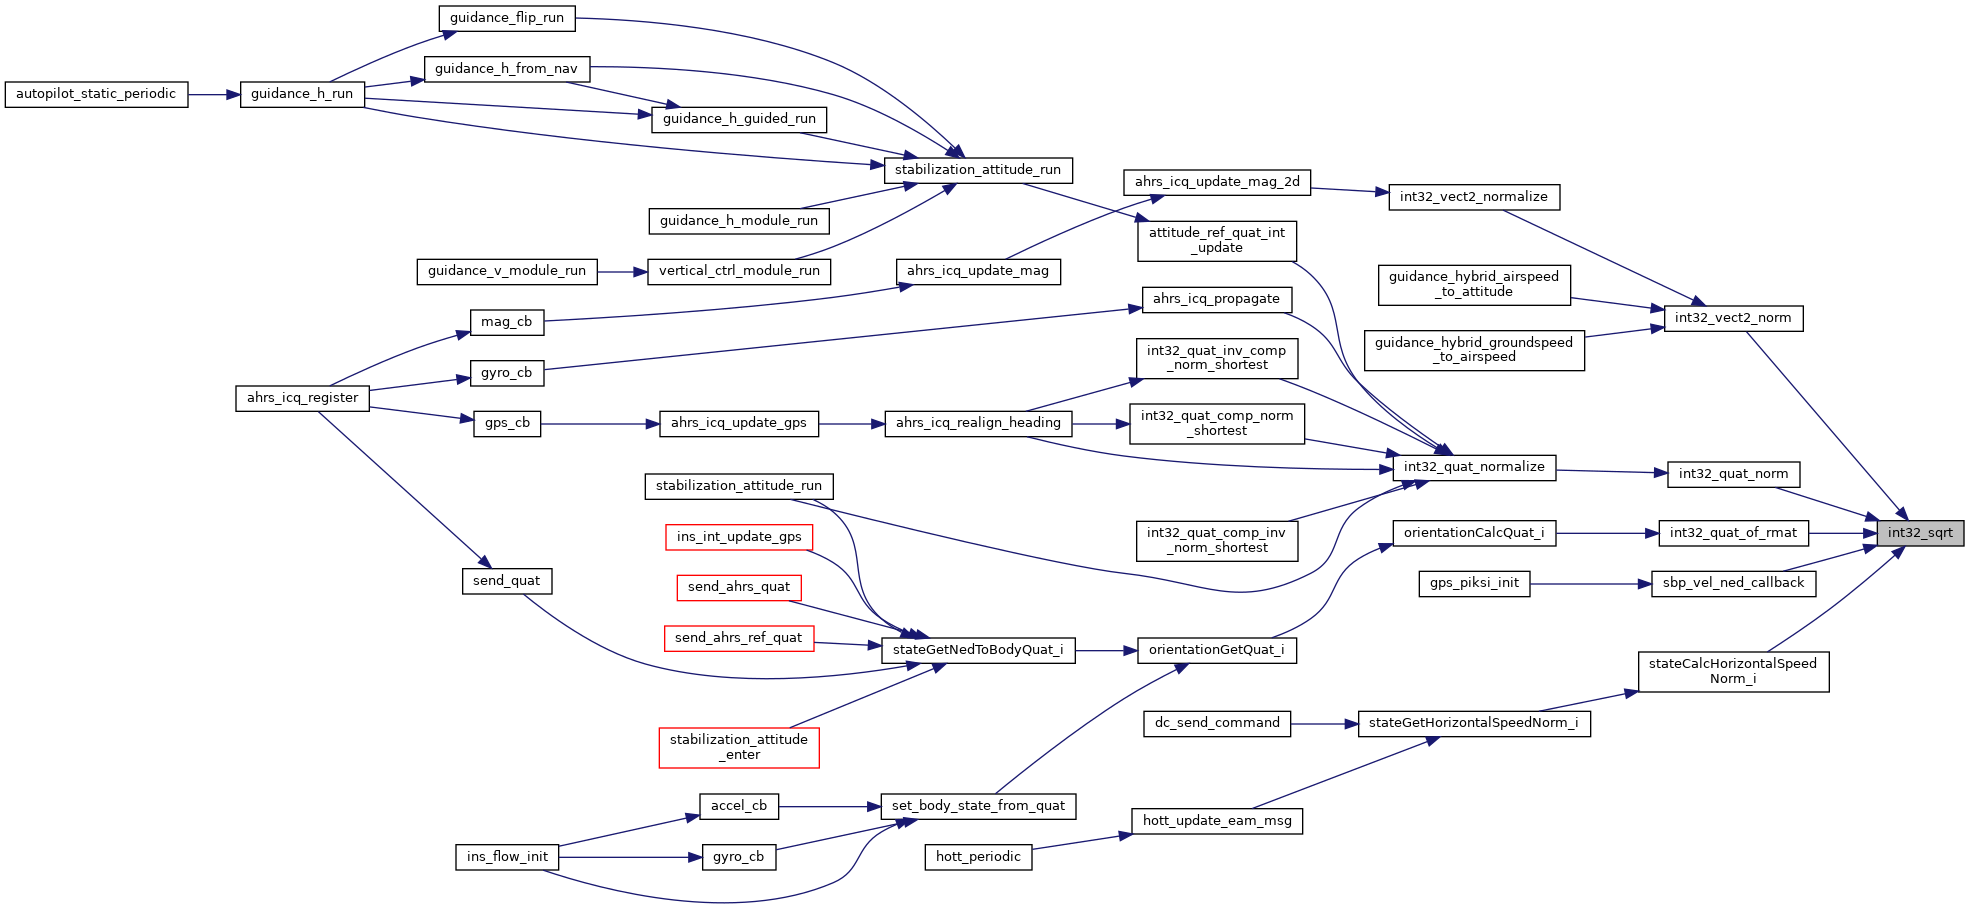 guidance_flip_run
guidance_h_from_nav
autopilot_static_periodic
guidance_h_run
guidance_h_guided_run
stabilization_attitude_run
ahrs_icq_update_mag_2d
int32_vect2_normalize
guidance_h_module_run
attitude_ref_quat_int
_update
guidance_v_module_run
vertical_ctrl_module_run
ahrs_icq_update_mag
guidance_hybrid_airspeed
_to_attitude
ahrs_icq_propagate
mag_cb
int32_vect2_norm
guidance_hybrid_groundspeed
_to_airspeed
int32_quat_inv_comp
_norm_shortest
gyro_cb
ahrs_icq_register
int32_quat_comp_norm
_shortest
gps_cb
ahrs_icq_update_gps
ahrs_icq_realign_heading
int32_quat_normalize
int32_quat_norm
stabilization_attitude_run
ins_int_update_gps
int32_quat_comp_inv
_norm_shortest
orientationCalcQuat_i
int32_quat_of_rmat
int32_sqrt
send_quat
send_ahrs_quat
gps_piksi_init
sbp_vel_ned_callback
send_ahrs_ref_quat
stateGetNedToBodyQuat_i
orientationGetQuat_i
stateCalcHorizontalSpeed
Norm_i
dc_send_command
stateGetHorizontalSpeedNorm_i
stabilization_attitude
_enter
accel_cb
set_body_state_from_quat
hott_update_eam_msg
ins_flow_init
gyro_cb
hott_periodic